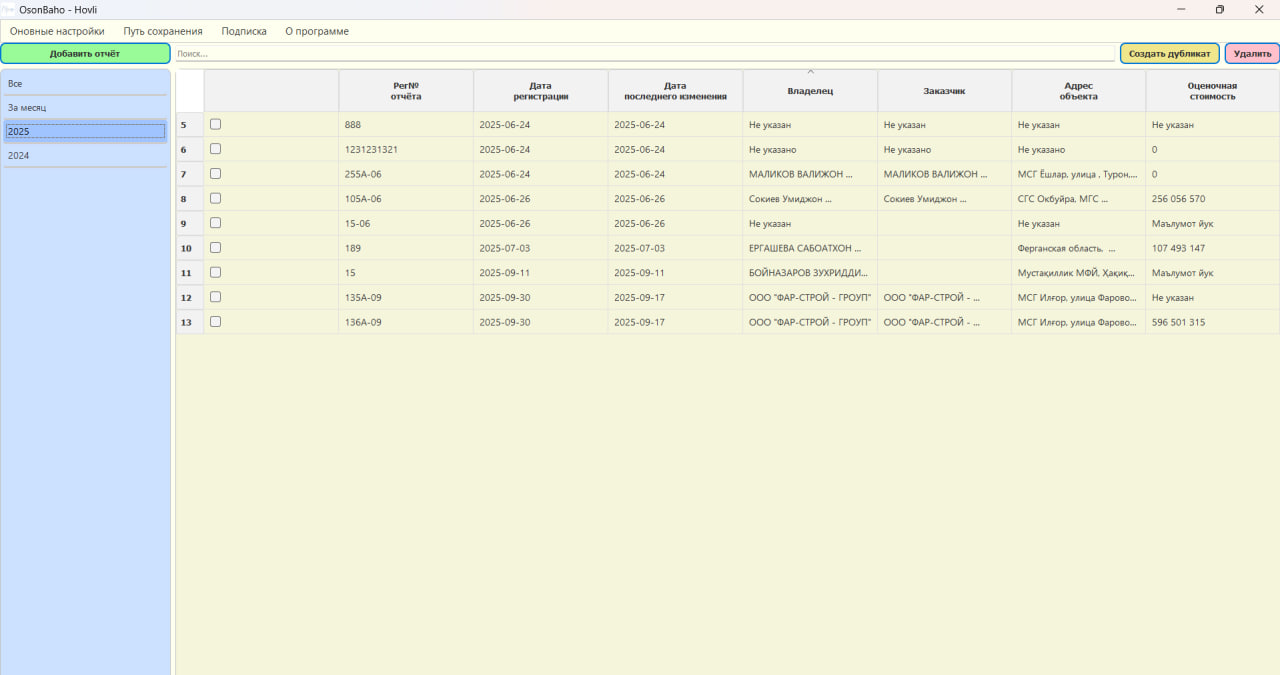 OsonBaho - Hovli
Оновные настройки Путь сохранения Подписка О программе
Добавить отчёт Поиск... Создать дубликат Удалить
Все
За месяц
2025
2024
Рег№ отчёта Дата регистрации Дата последнего изменения Владелец Заказчик Адрес объекта Оценочная стоимость
5 888 2025-06-24 2025-06-24 Не указан Не указан Не указан Не указан
6 1231231321 2025-06-24 2025-06-24 Не указано Не указано Не указано 0
7 255А-06 2025-06-24 2025-06-24 МАЛИКОВ ВАЛИЖОН ... МАЛИКОВ ВАЛИЖОН ... МСГ Ёшлар, улица , Турон,... 0
8 105А-06 2025-06-26 2025-06-26 Сокиев Умиджон ... Сокиев Умиджон ... СГС Окбуйра, МГС ... 256 056 570
9 15-06 2025-06-26 2025-06-26 Не указан Не указан Маълумот йук
10 189 2025-07-03 2025-07-03 ЕРГАШЕВА САБОАТХОН ... Ферганская область, ... 107 493 147
11 15 2025-09-11 2025-09-11 БОЙНАЗАРОВ ЗУХРИДДИ... Мустақиллик МФЙ, Ҳақиқ... Маълумот йук
12 135А-09 2025-09-30 2025-09-17 ООО "ФАР-СТРОЙ - ГРОУП" ООО "ФАР-СТРОЙ - ... МСГ Илғор, улица Фарово... Не указан
13 136А-09 2025-09-30 2025-09-17 ООО "ФАР-СТРОЙ - ГРОУП" ООО "ФАР-СТРОЙ - ... МСГ Илғор, улица Фарово... 596 501 315